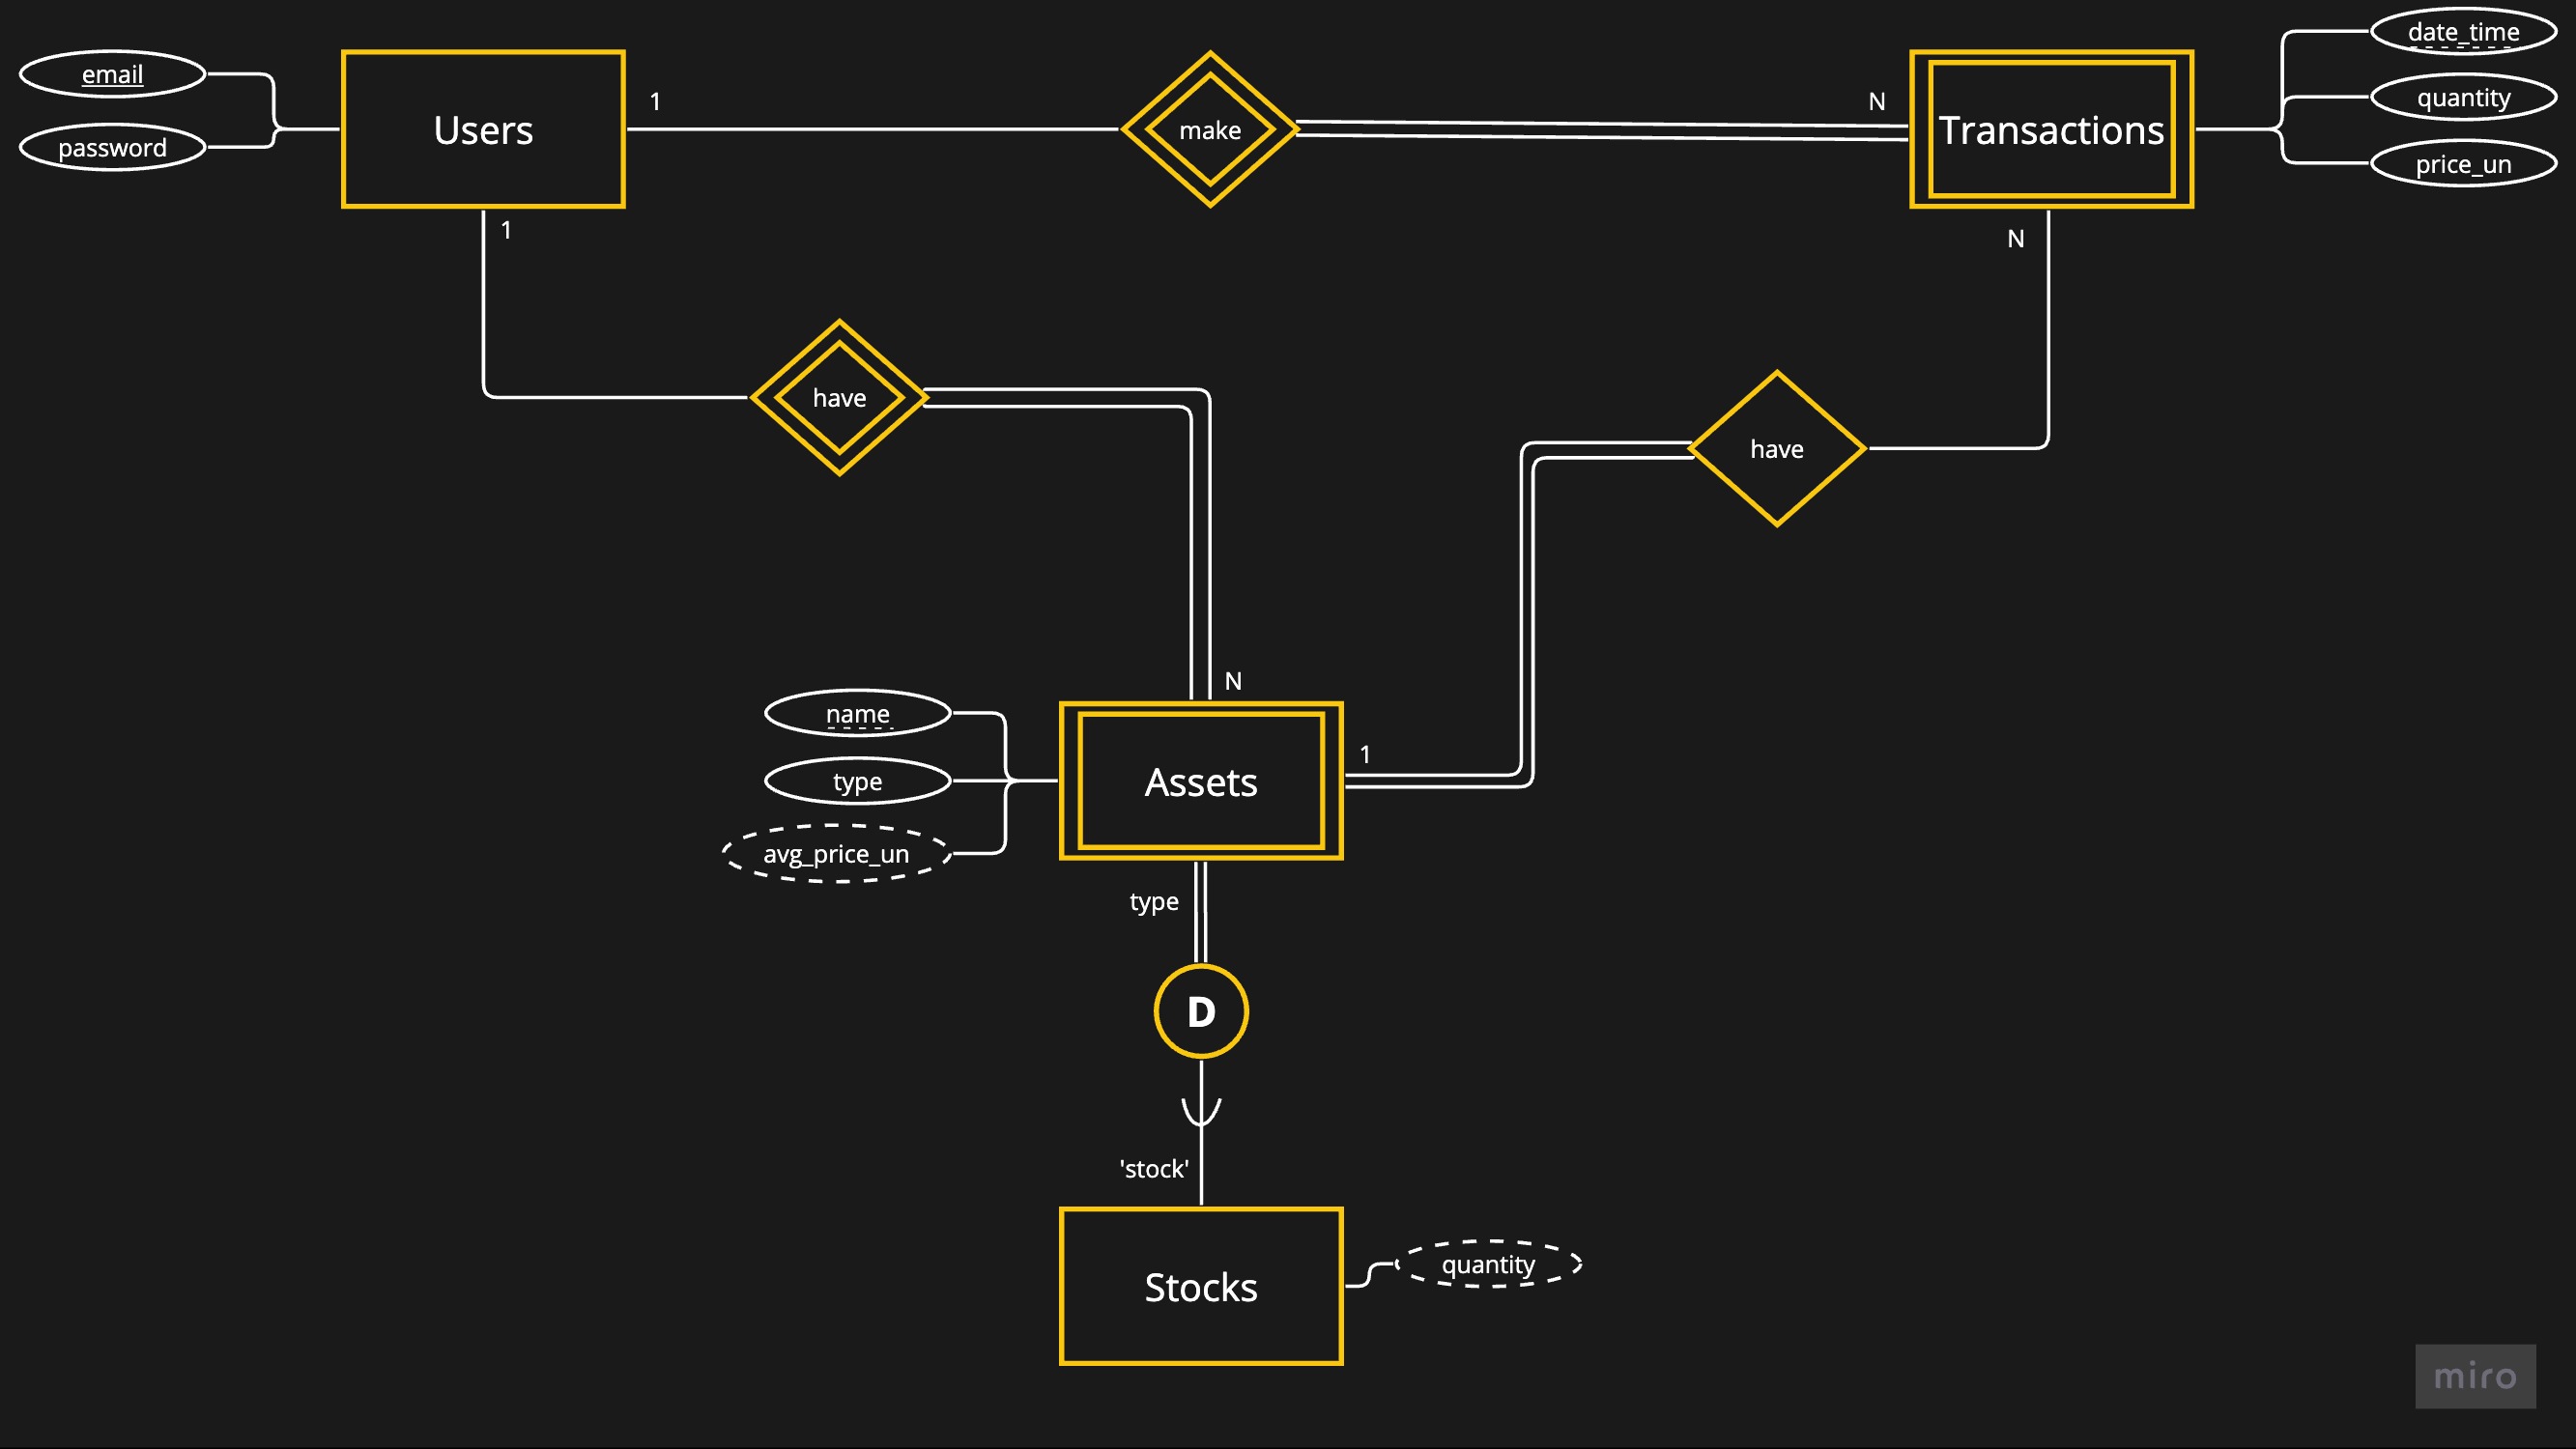 email
password
Users
1
make
N
Transactions
date_time
quantity
price_un
1
N
have
have
N
name
type
avg_price_un
Assets
1
type
D
'stock'
Stocks
quantity
miro